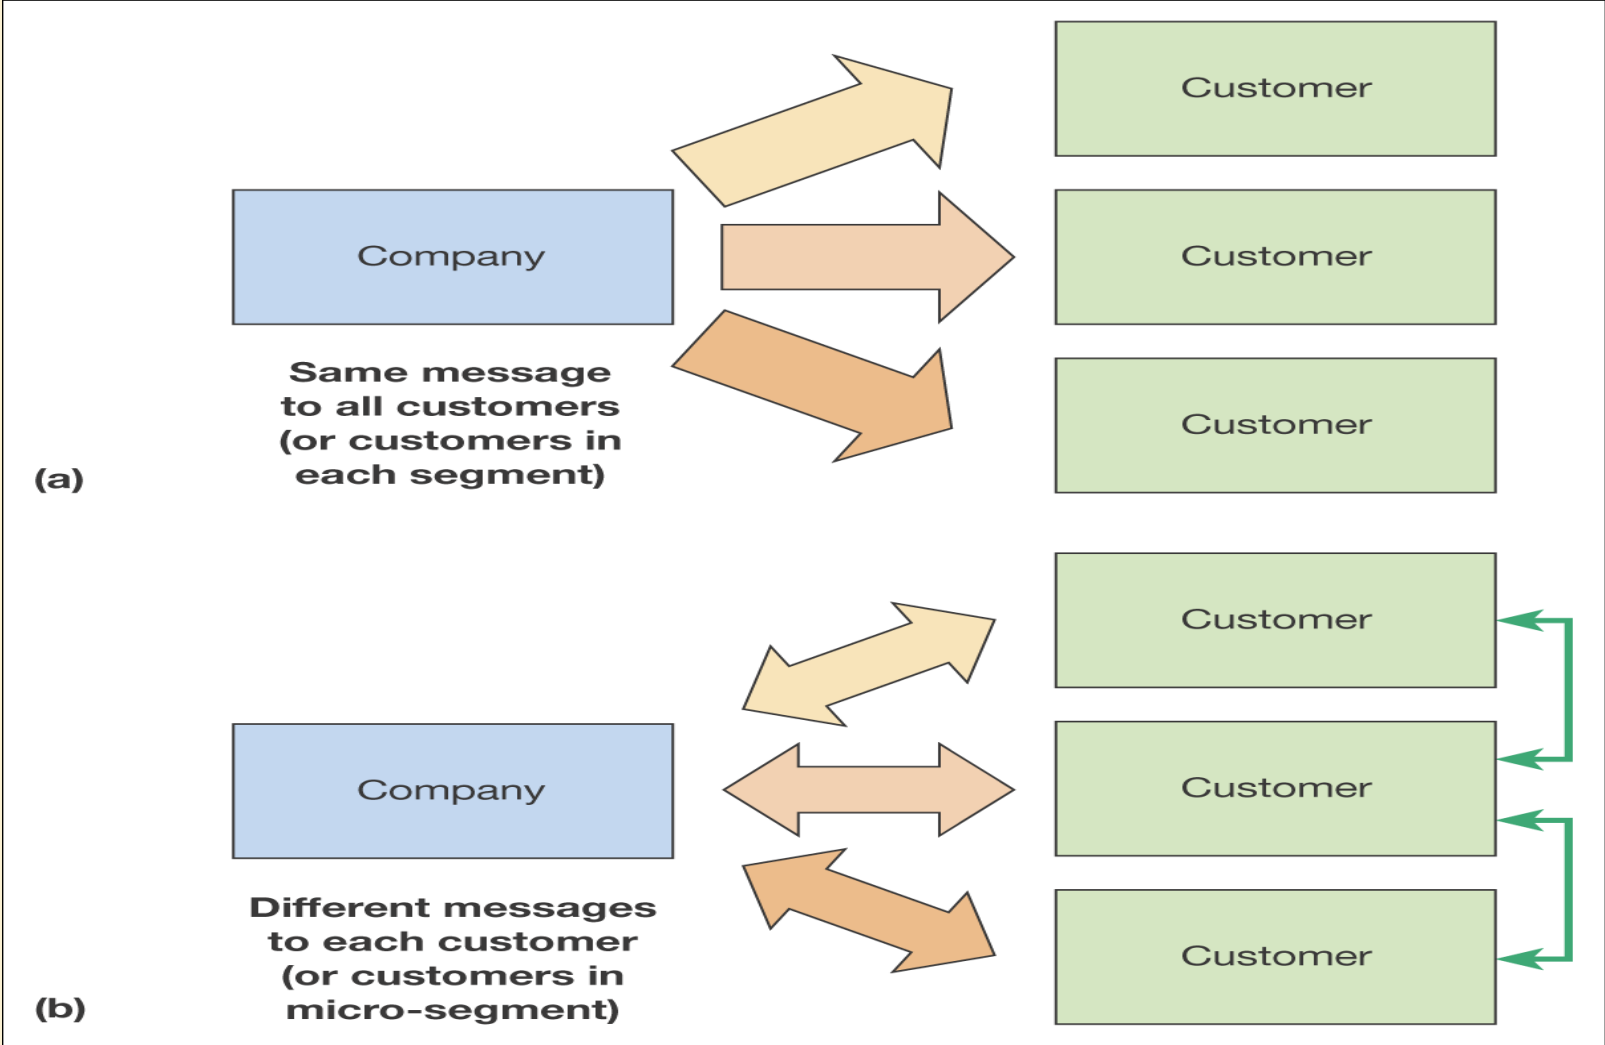 Customer
Company
Customer
Customer
Same message
to all customers
(or customers in
each segment)
(a)
Customer
Company
Customer
Customer
Different messages
to each customer
(or customers in
micro-segment)
(b)